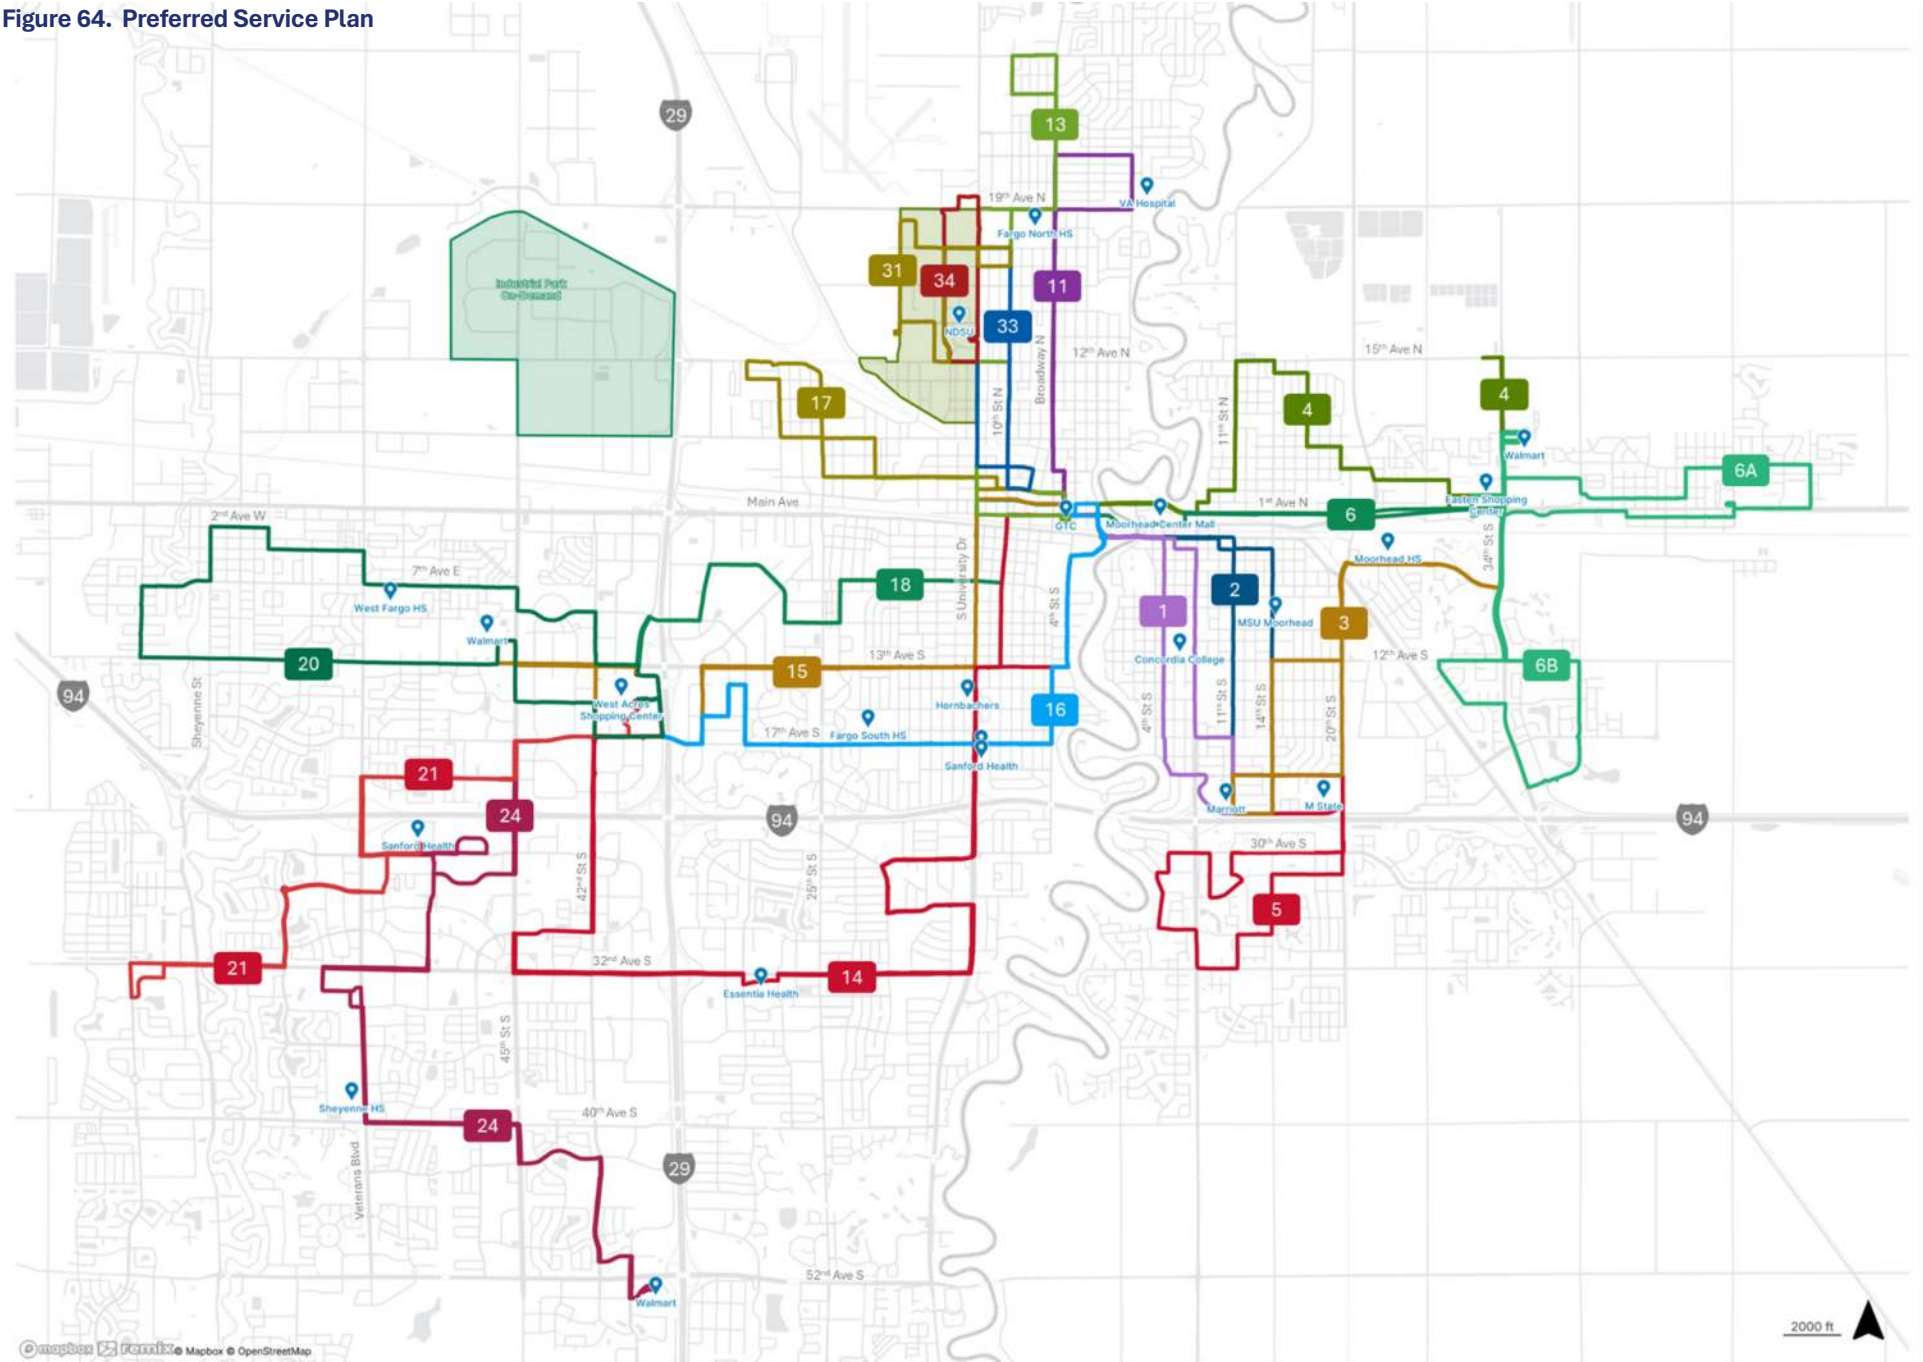 Figure 64. Preferred Service Plan
29
13
19th Ave N
VA Hospital
Fargo North HS
31
34
11
Industrial Park
On-Demand
NDSU
33
12th Ave N
15th Ave N
Broadway N
17
10th St N
11th St N
4
4
Walmart
6A
Main Ave
1st Ave N
Easten Shopping
Center
6
2nd Ave W
GTC
Moorhead Center Mall
34th St S
Moorhead HS
7th Ave E
18
S University Dr
West Fargo HS
4th St S
1
2
MSU Moorhead
3
Walmart
20
15
13th Ave S
Concordia College
12th Ave S
6B
94
Sheyenne St
West Acres
Shopping Center
Hornbachers
16
4th St S
11th St S
14th St S
20th St S
17th Ave S
Fargo South HS
Sanford Health
21
24
94
Marriott
M State
94
Sanford Health
30th Ave S
42nd St S
25th St S
5
21
32nd Ave S
14
Essentia Health
45th St S
Sheyenne HS
40th Ave S
24
Veterans Blvd
29
52nd Ave S
Walmart
2000 ft
mapbox remix © Mapbox © OpenStreetMap